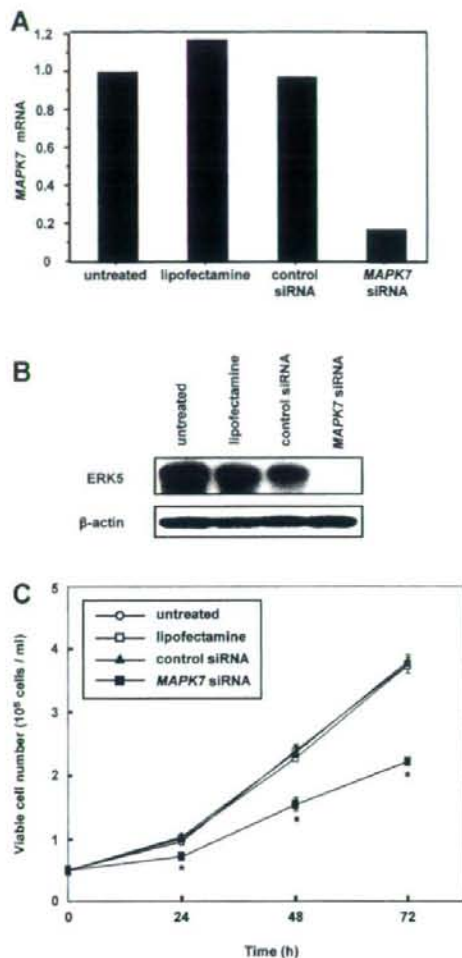 A
MAPK7 mRNA
1.2
1.0
0.8
0.6
0.4
0.2
0
untreated
lipofectamine
control
siRNA
MAPK7
siRNA
B
untreated
lipofectamine
control siRNA
MAPK7 siRNA
ERK5
β-actin
C
Viable cell number (10⁵ cells / ml)
5
4
3
2
1
0
untreated
lipofectamine
control siRNA
MAPK7 siRNA
*
*
*
0
24
48
72
Time (h)